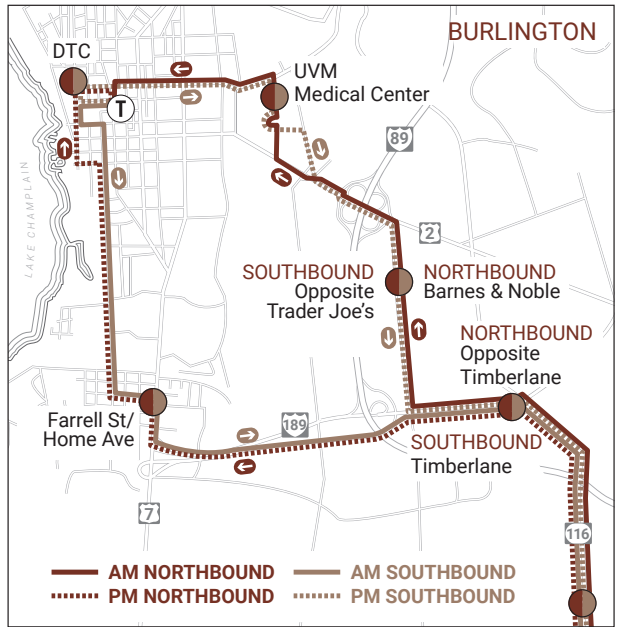 BURLINGTON
DTC
UVM
Medical Center
T
89
LAKE CHAMPLAIN
2
SOUTHBOUND
Opposite
Trader Joe's
NORTHBOUND
Barnes & Noble
NORTHBOUND
Opposite
Timberlane
Farrell St/
Home Ave
189
SOUTHBOUND
Timberlane
7
116
AM NORTHBOUND
AM SOUTHBOUND
PM NORTHBOUND
PM SOUTHBOUND